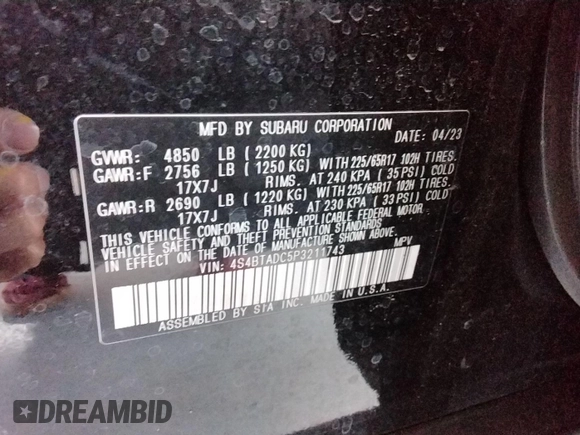 MFD BY SUBARU CORPORATION
DATE: 04/23
GVWR: 4850 LB ( 2200 KG)
GAWR:F 2756 LB ( 1250 KG) WITH 225/65R17 102H TIRES.
17X7J RIMS. AT 240 KPA ( 35 PSI) COLD
GAWR:R 2690 LB ( 1220 KG) WITH 225/65R17 102H TIRES.
17X7J RIMS. AT 230 KPA ( 33 PSI) COLD
THIS VEHICLE CONFORMS TO ALL APPLICABLE FEDERAL MOTOR
VEHICLE SAFETY AND THEFT PREVENTION STANDARDS
IN EFFECT ON THE DATE OF MANUFACTURE SHOWN ABOVE.
VIN: 4S4BTADC5P3211743 MPV
ASSEMBLED BY SIA INC. MADE IN U.S.A.
DREAMBID